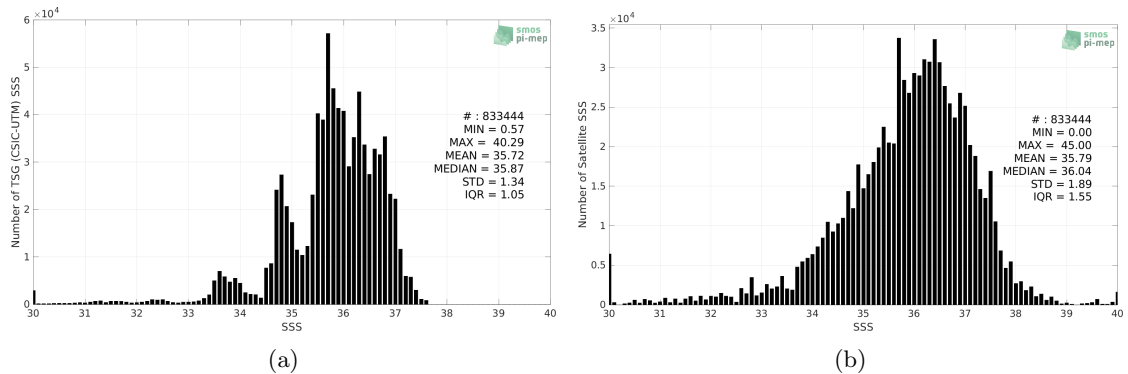 ×10⁴
6
5
4
3
2
1
0
Number of TSG (CSIC-UTM) SSS
smos
pi-mep
# : 833444
MIN = 0.57
MAX =  40.29
MEAN = 35.72
MEDIAN = 35.87
STD = 1.34
IQR = 1.05
30 31 32 33 34 35 36 37 38 39 40
SSS
(a)
×10⁴
3.5
3
2.5
2
1.5
1
0.5
0
Number of Satellite SSS
smos
pi-mep
# : 833444
MIN = 0.00
MAX =  45.00
MEAN = 35.79
MEDIAN = 36.04
STD = 1.89
IQR = 1.55
30 31 32 33 34 35 36 37 38 39 40
SSS
(b)